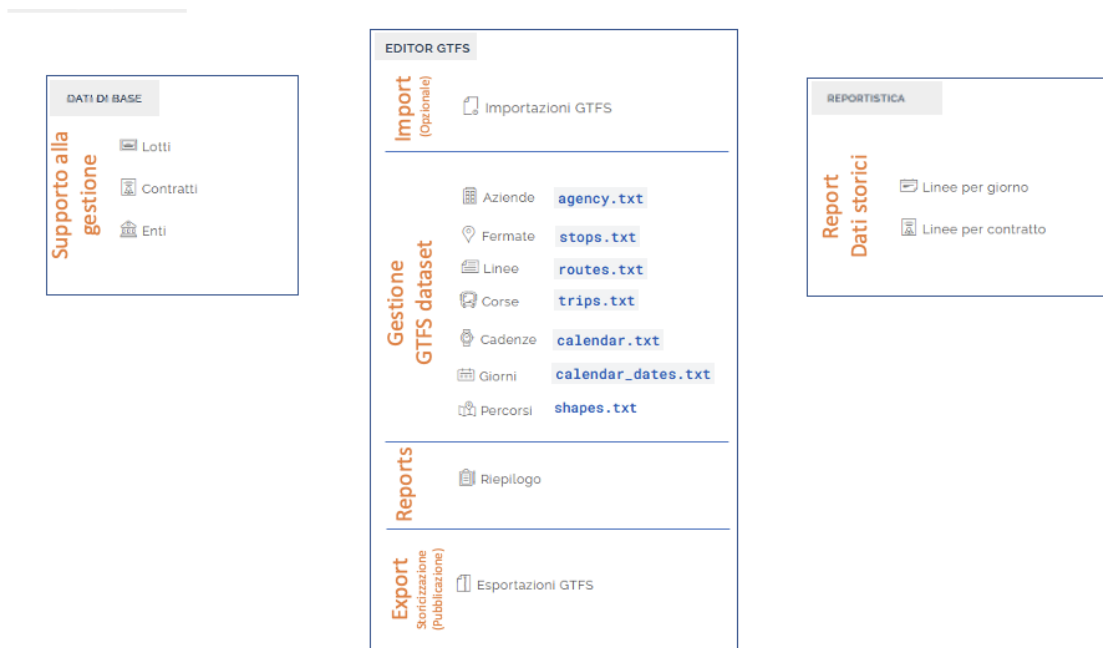 DATI DI BASE
Supporto alla
gestione
Lotti
Contratti
Enti
EDITOR GTFS
Import
(Opzionale)
Importazioni GTFS
Gestione
GTFS dataset
Aziende agency.txt
Fermate stops.txt
Linee routes.txt
Corse trips.txt
Cadenze calendar.txt
Giorni calendar_dates.txt
Percorsi shapes.txt
Reports
Riepilogo
Export
Storicizzazione
(Pubblicazione)
Esportazioni GTFS
REPORTISTICA
Report
Dati storici
Linee per giorno
Linee per contratto